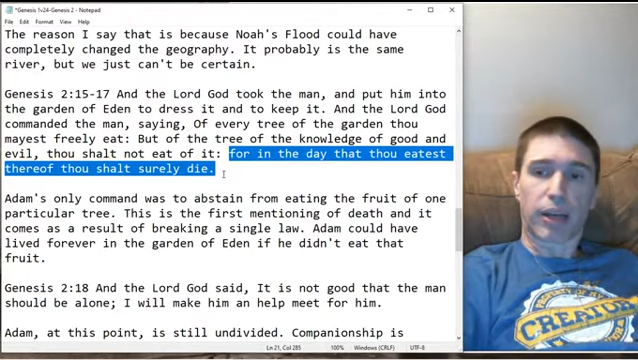 *Genesis 1v24-Genesis 2 - Notepad
File Edit Format View Help
The reason I say that is because Noah's Flood could have
completely changed the geography. It probably is the same
river, but we just can't be certain.
Genesis 2:15-17 And the Lord God took the man, and put him into
the garden of Eden to dress it and to keep it. And the Lord God
commanded the man, saying, Of every tree of the garden thou
mayest freely eat: But of the tree of the knowledge of good and
evil, thou shalt not eat of it: for in the day that thou eatest
thereof thou shalt surely die.
Adam's only command was to abstain from eating the fruit of one
particular tree. This is the first mentioning of death and it
comes as a result of breaking a single law. Adam could have
lived forever in the garden of Eden if he didn't eat that
fruit.
Genesis 2:18 And the Lord God said, It is not good that the man
should be alone; I will make him an help meet for him.
Adam, at this point, is still undivided. Companionship is
Ln 21, Col 285 100% Windows (CRLF) UTF-8
PROPERTY OF
CREATION